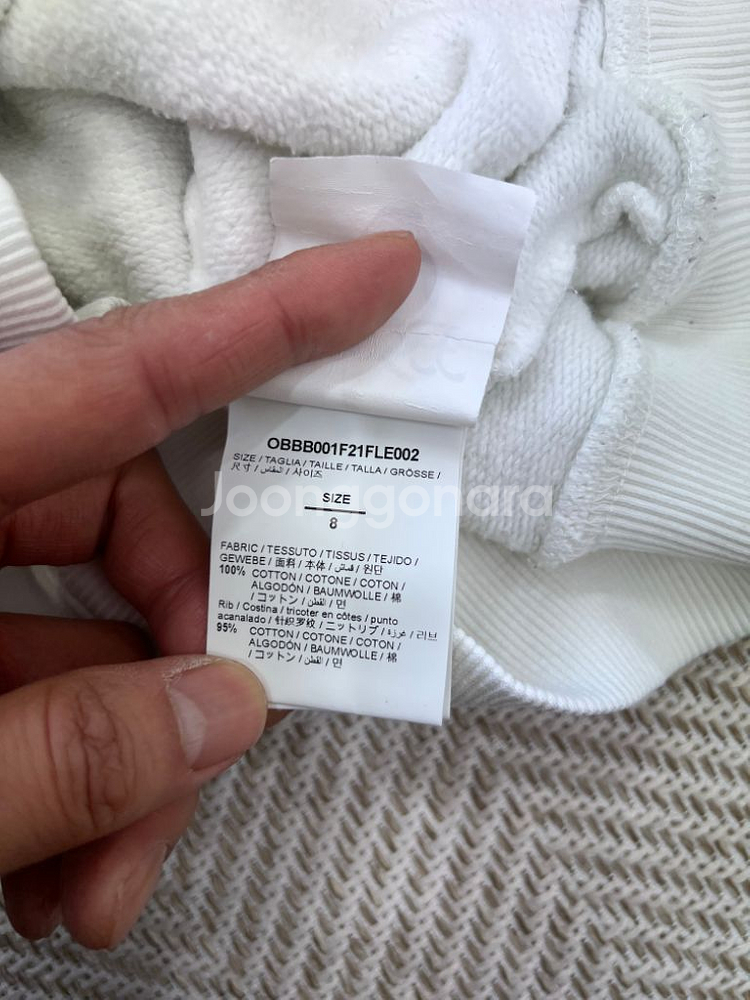 OBBB001F21FLE002
SIZE / TAGLIA / TAILLE / TALLA / GRÖSSE /
尺寸 / المقاس / 사이즈
Joonggonara
SIZE
8
FABRIC / TESSUTO / TISSUS / TEJIDO /
GEWEBE / 面料 / 本体 / قماش / 원단
100% COTTON / COTONE / COTON /
ALGODÓN / BAUMWOLLE / 棉
/ コットン / القطن / 면
Rib / Costina / tricoter en côtes / punto
acanalado / 针织罗纹 / ニットリブ / غرزة / 리브
95% COTTON / COTONE / COTON /
ALGODÓN / BAUMWOLLE / 棉
/ コットン / القطن / 면